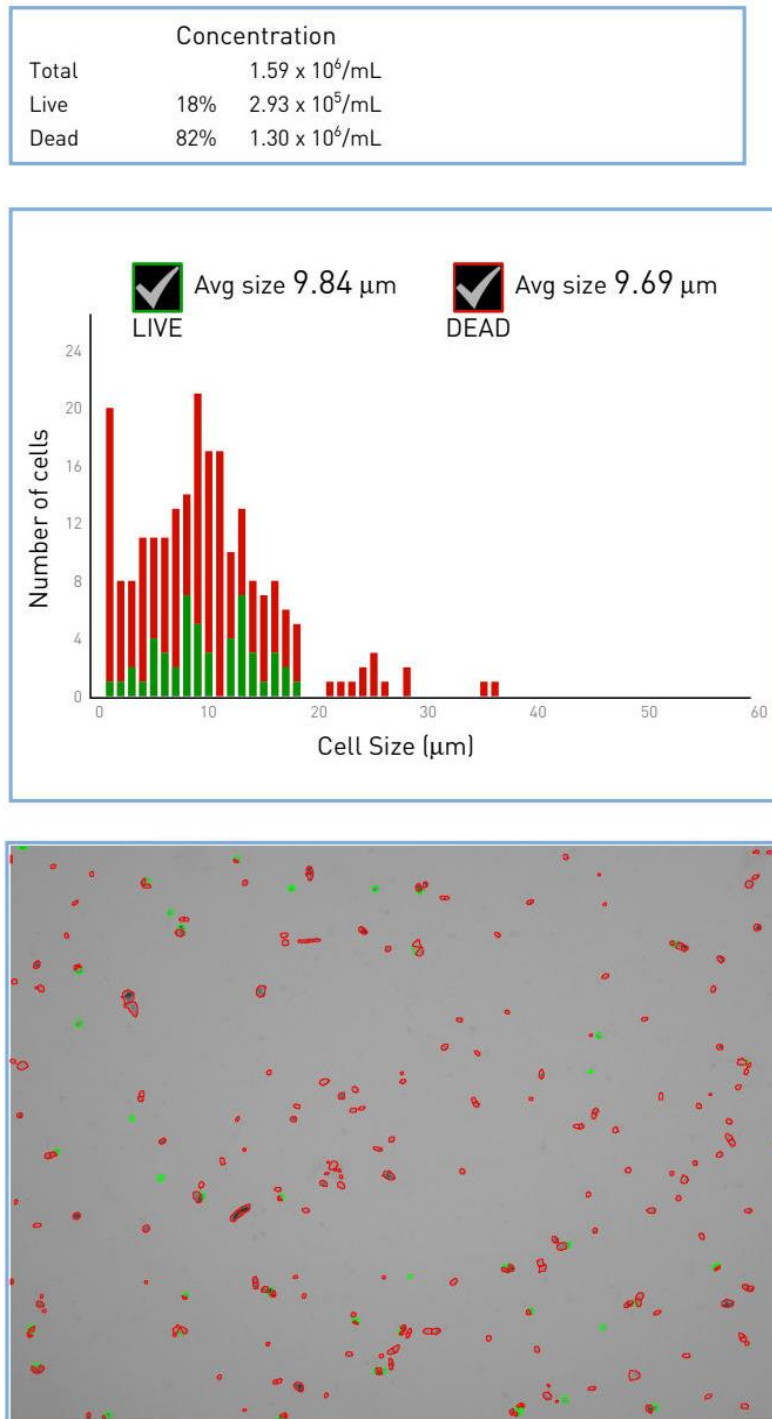 Concentration
Total 1.59 x 10⁶/mL
Live 18% 2.93 x 10⁵/mL
Dead 82% 1.30 x 10⁶/mL
Avg size 9.84 µm
LIVE
Avg size 9.69 µm
DEAD
Number of cells
24
20
16
12
8
4
0
0 10 20 30 40 50 60
Cell Size (µm)